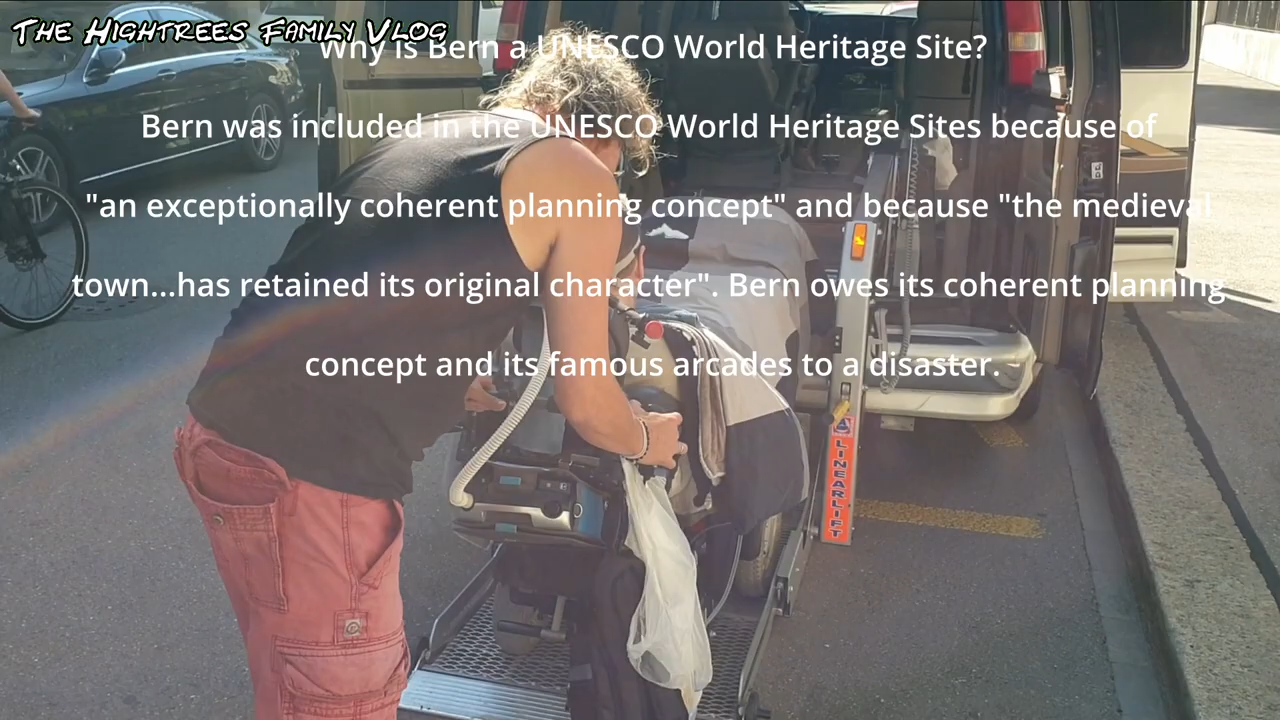 The Hightrees Family Vlog
Why is Bern a UNESCO World Heritage Site?
Bern was included in the UNESCO World Heritage Sites because of
"an exceptionally coherent planning concept" and because "the medieval
town...has retained its original character". Bern owes its coherent planning
concept and its famous arcades to a disaster.
LINEARLIFT